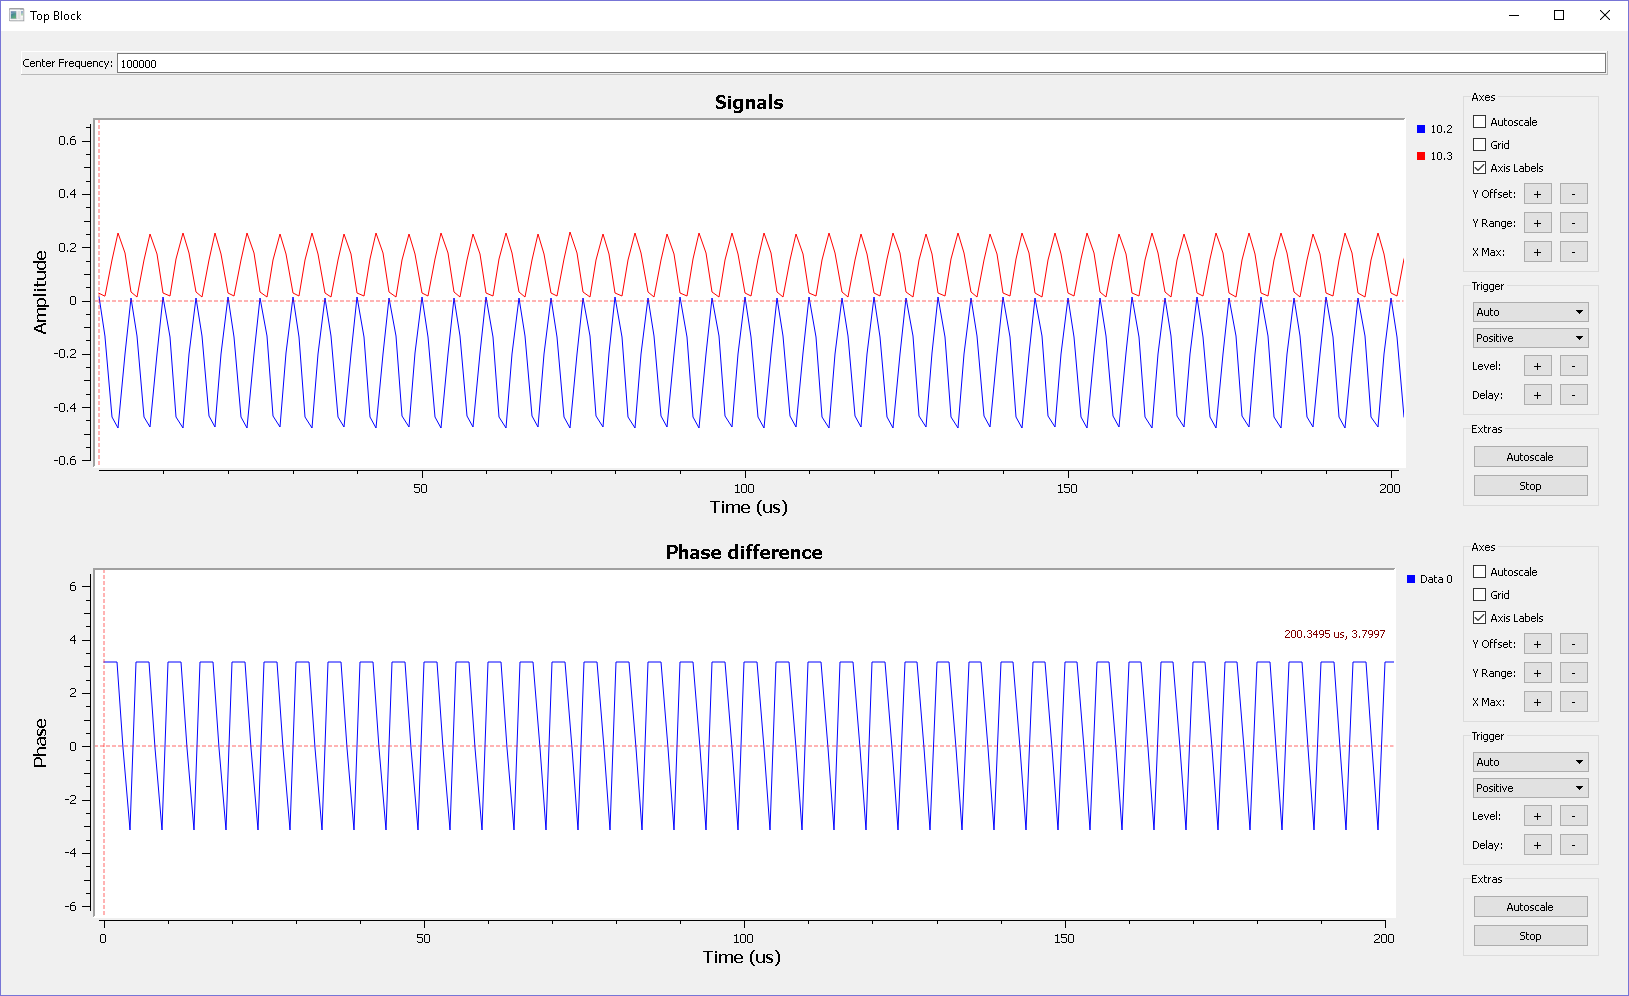 Top Block
Center Frequency: 100000
Signals
10.2
10.3
0.6
0.4
0.2
0
-0.2
-0.4
-0.6
Amplitude
50
100
150
200
Time (us)
Axes
Autoscale
Grid
Axis Labels
Y Offset: + -
Y Range: + -
X Max: + -
Trigger
Auto
Positive
Level: + -
Delay: + -
Extras
Autoscale
Stop
Phase difference
Data 0
200.3495 us, 3.7997
6
4
2
0
-2
-4
-6
Phase
0
50
100
150
200
Time (us)
Axes
Autoscale
Grid
Axis Labels
Y Offset: + -
Y Range: + -
X Max: + -
Trigger
Auto
Positive
Level: + -
Delay: + -
Extras
Autoscale
Stop